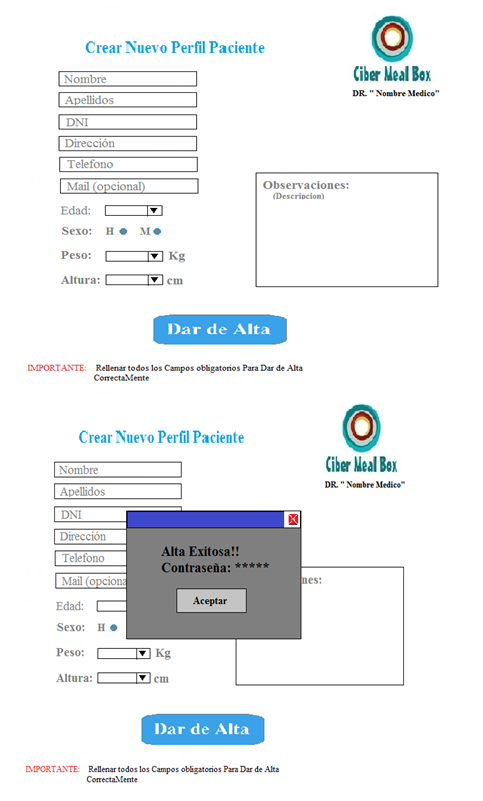 Crear Nuevo Perfil Paciente
Ciber Meal Box
DR. " Nombre Medico"
Nombre
Apellidos
DNI
Dirección
Telefono
Mail (opcional)
Edad:
Sexo: H M
Peso: Kg
Altura: cm
Observaciones:
(Descripcion)
Dar de Alta
IMPORTANTE: Rellenar todos los Campos obligatorios Para Dar de Alta
CorrectaMente
Crear Nuevo Perfil Paciente
Ciber Meal Box
DR. " Nombre Medico"
Nombre
Apellidos
DNI
Dirección
Telefono
Mail (opciona
Edad:
Sexo: H
Peso: Kg
Altura: cm
nes:
Alta Exitosa!!
Contraseña: *****
Aceptar
Dar de Alta
IMPORTANTE: Rellenar todos los Campos obligatorios Para Dar de Alta
CorrectaMente